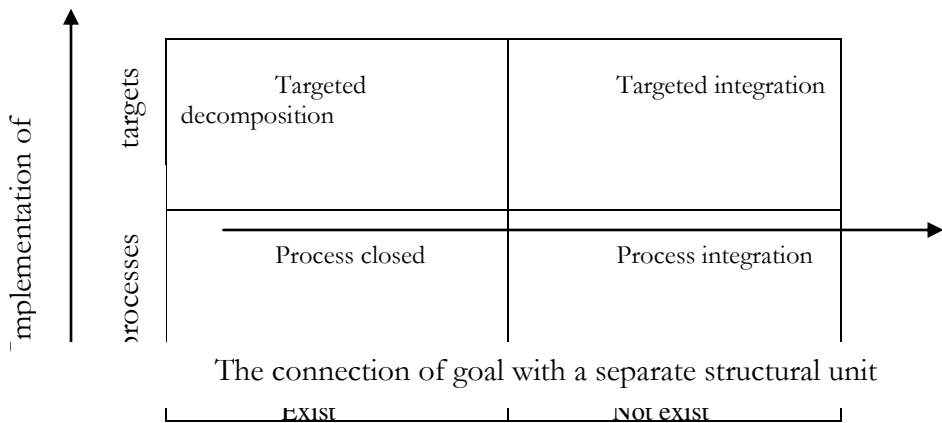 Implementation of
targets
processes
Targeted
decomposition
Targeted integration
Process closed
Process integration
The connection of goal with a separate structural unit
Exist
Not exist